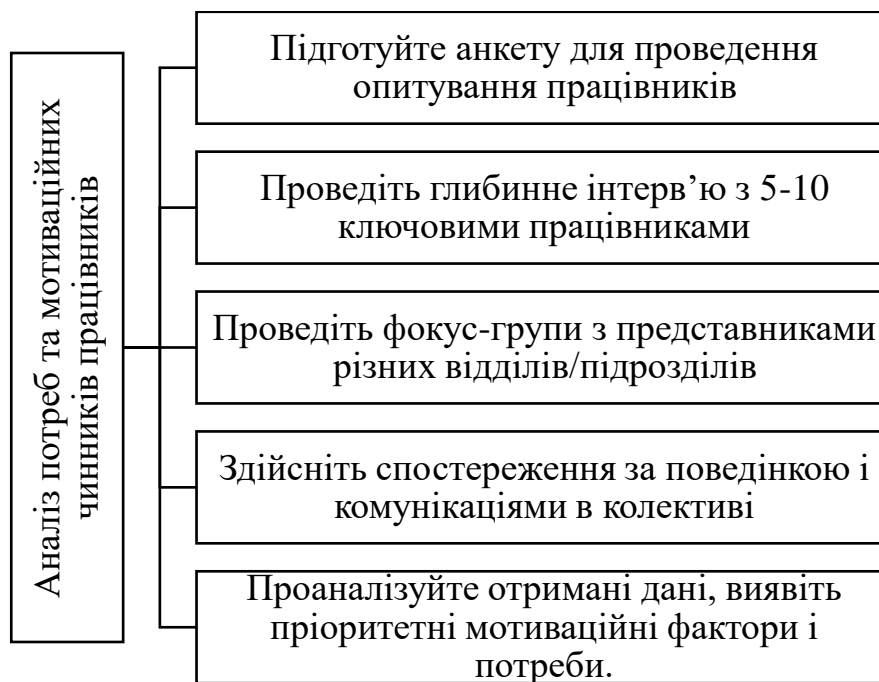 Аналіз потреб та мотиваційних
чинників працівників
Підготуйте анкету для проведення
опитування працівників
Проведіть глибинне інтерв’ю з 5-10
ключовими працівниками
Проведіть фокус-групи з представниками
різних відділів/підрозділів
Здійсніть спостереження за поведінкою і
комунікаціями в колективі
Проаналізуйте отримані дані, виявіть
пріоритетні мотиваційні фактори і
потреби.